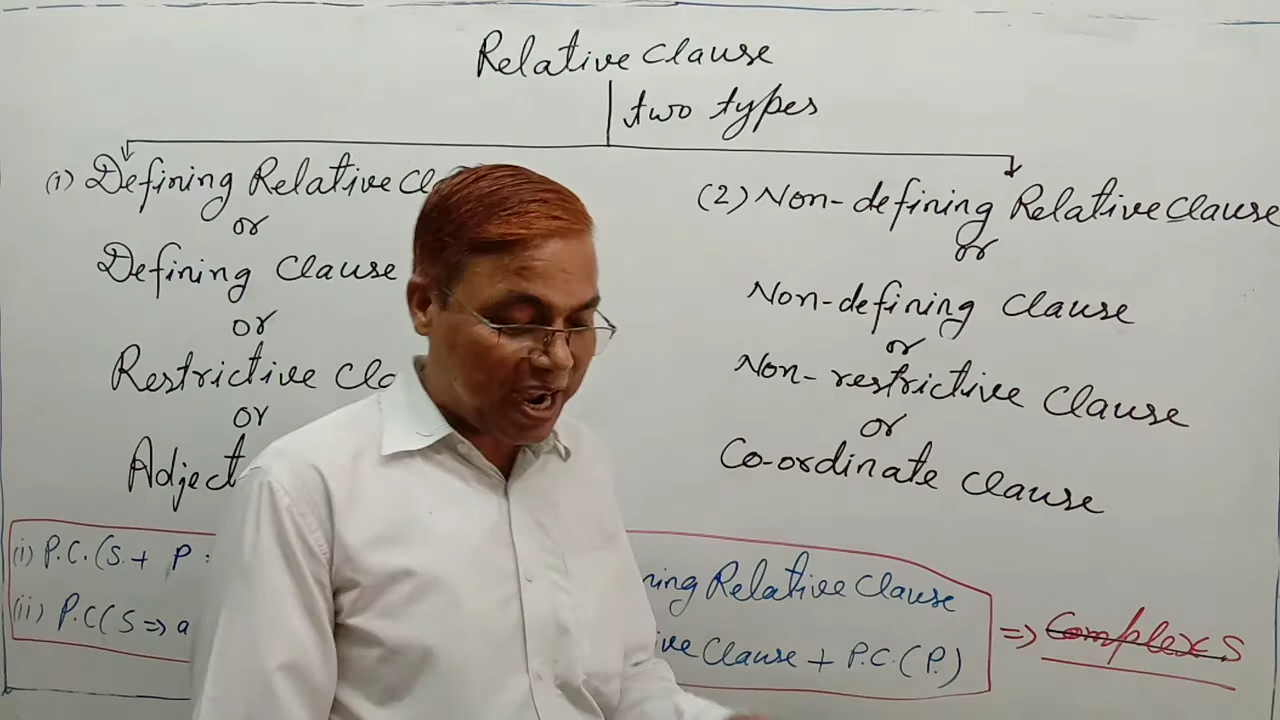 Relative Clause
two types
(1) Defining Relative Cl
or
Defining Clause
or
Restrictive Cla
or
Adject
(2) Non-defining Relative Clause
or
Non-defining Clause
or
Non-restrictive Clause
or
Co-ordinate Clause
(i) P.C. (S. + P : ning Relative Clause
(ii) P.C (S => a ive Clause + P.C. (P.)
=> Complex S